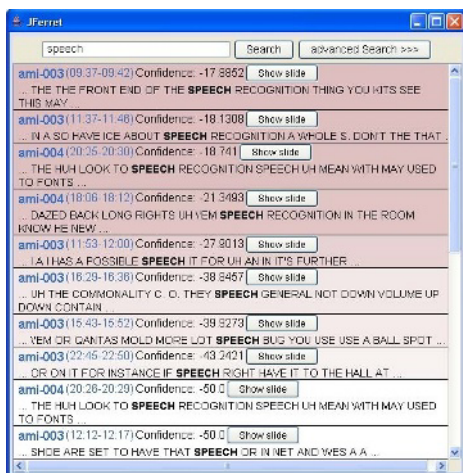 JFerret
speech Search advanced Search >>>
ami-003 (09:37-09:42) Confidence: -17.8852 Show slide
... THE THE FRONT END OF THE SPEECH RECOGNITION THING YOU KITS SEE
THIS MAY ...
ami-003 (11:37-11:46) Confidence: -18.1308 Show slide
... IN A SO HAVE ICE ABOUT SPEECH RECOGNITION A WHOLE S. DON'T THE THAT ..
ami-004 (20:25-20:30) Confidence: -18.741 Show slide
... THE HUH LOOK TO SPEECH RECOGNITION SPEECH UH MEAN WITH MAY USED
TO FONTS ...
ami-004 (18:06-18:12) Confidence: -21.3493 Show slide
... DAZED BACK LONG RIGHTS UH YEM SPEECH RECOGNITION IN THE ROOM
KNOW HE NEW ...
ami-003 (11:53-12:00) Confidence: -27.9013 Show slide
... I A I HAS A POSSIBLE SPEECH IT FOR UH AN IN IT'S FURTHER ...
ami-003 (16:29-16:36) Confidence: -38.8457 Show slide
... UH THE COMMONALITY C. O. THEY SPEECH GENERAL NOT DOWN VOLUME UP
DOWN CONTAIN ...
ami-003 (15:43-15:52) Confidence: -39.8273 Show slide
... YEM OR QANTAS MOLD MORE LOT SPEECH BUG YOU USE USE A BALL SPOT ...
ami-003 (22:45-22:50) Confidence: -43.2421 Show slide
... OR ON IT FOR INSTANCE IF SPEECH RIGHT HAVE IT TO THE HALL AT ...
ami-004 (20:26-20:29) Confidence: -50.0 Show slide
... THE HUH LOOK TO SPEECH RECOGNITION SPEECH UH MEAN WITH MAY USED
TO FONTS ...
ami-003 (12:12-12:17) Confidence: -50.0 Show slide
... SHOE ARE SET TO HAVE THAT SPEECH OR IN NET AND WES A A ...